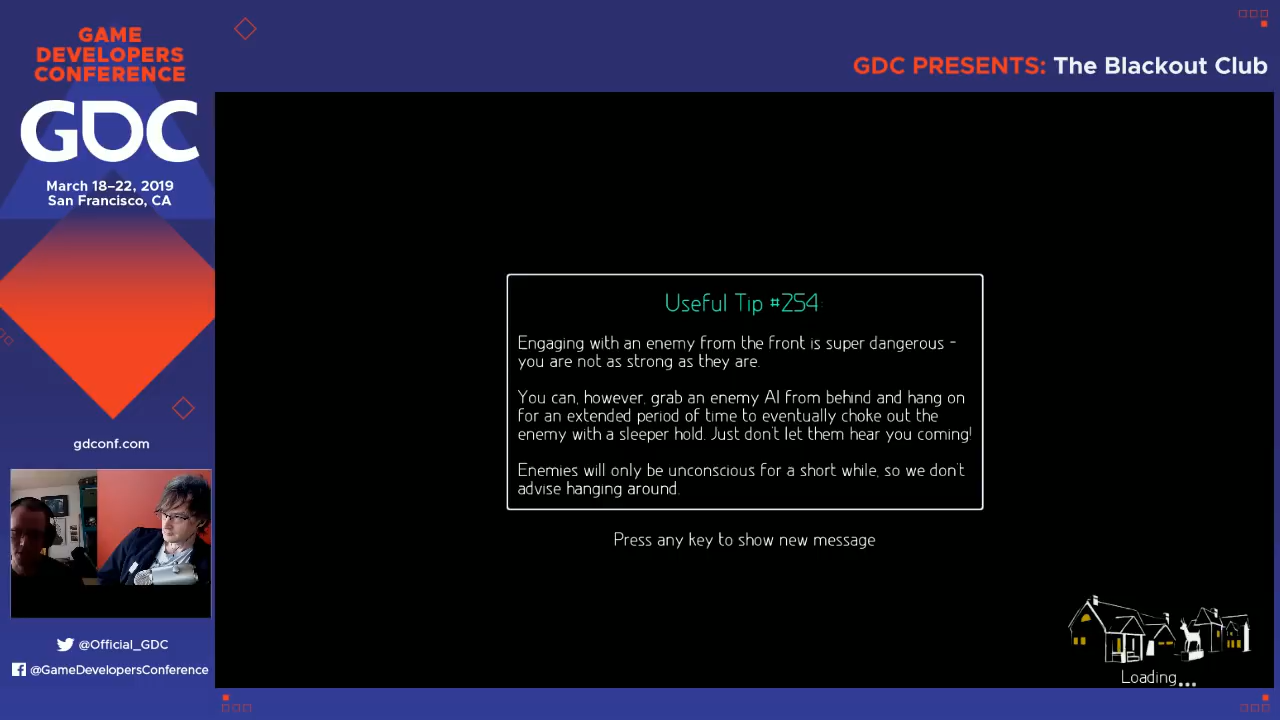 GAME
DEVELOPERS
CONFERENCE
GDC
March 18–22, 2019
San Francisco, CA
gdconf.com
@Official_GDC
@GameDevelopersConference
GDC PRESENTS: The Blackout Club
Useful Tip #254:
Engaging with an enemy from the front is super dangerous -
you are not as strong as they are.
You can, however, grab an enemy AI from behind and hang on
for an extended period of time to eventually choke out the
enemy with a sleeper hold. Just don't let them hear you coming!
Enemies will only be unconscious for a short while, so we don't
advise hanging around.
Press any key to show new message
Loading...